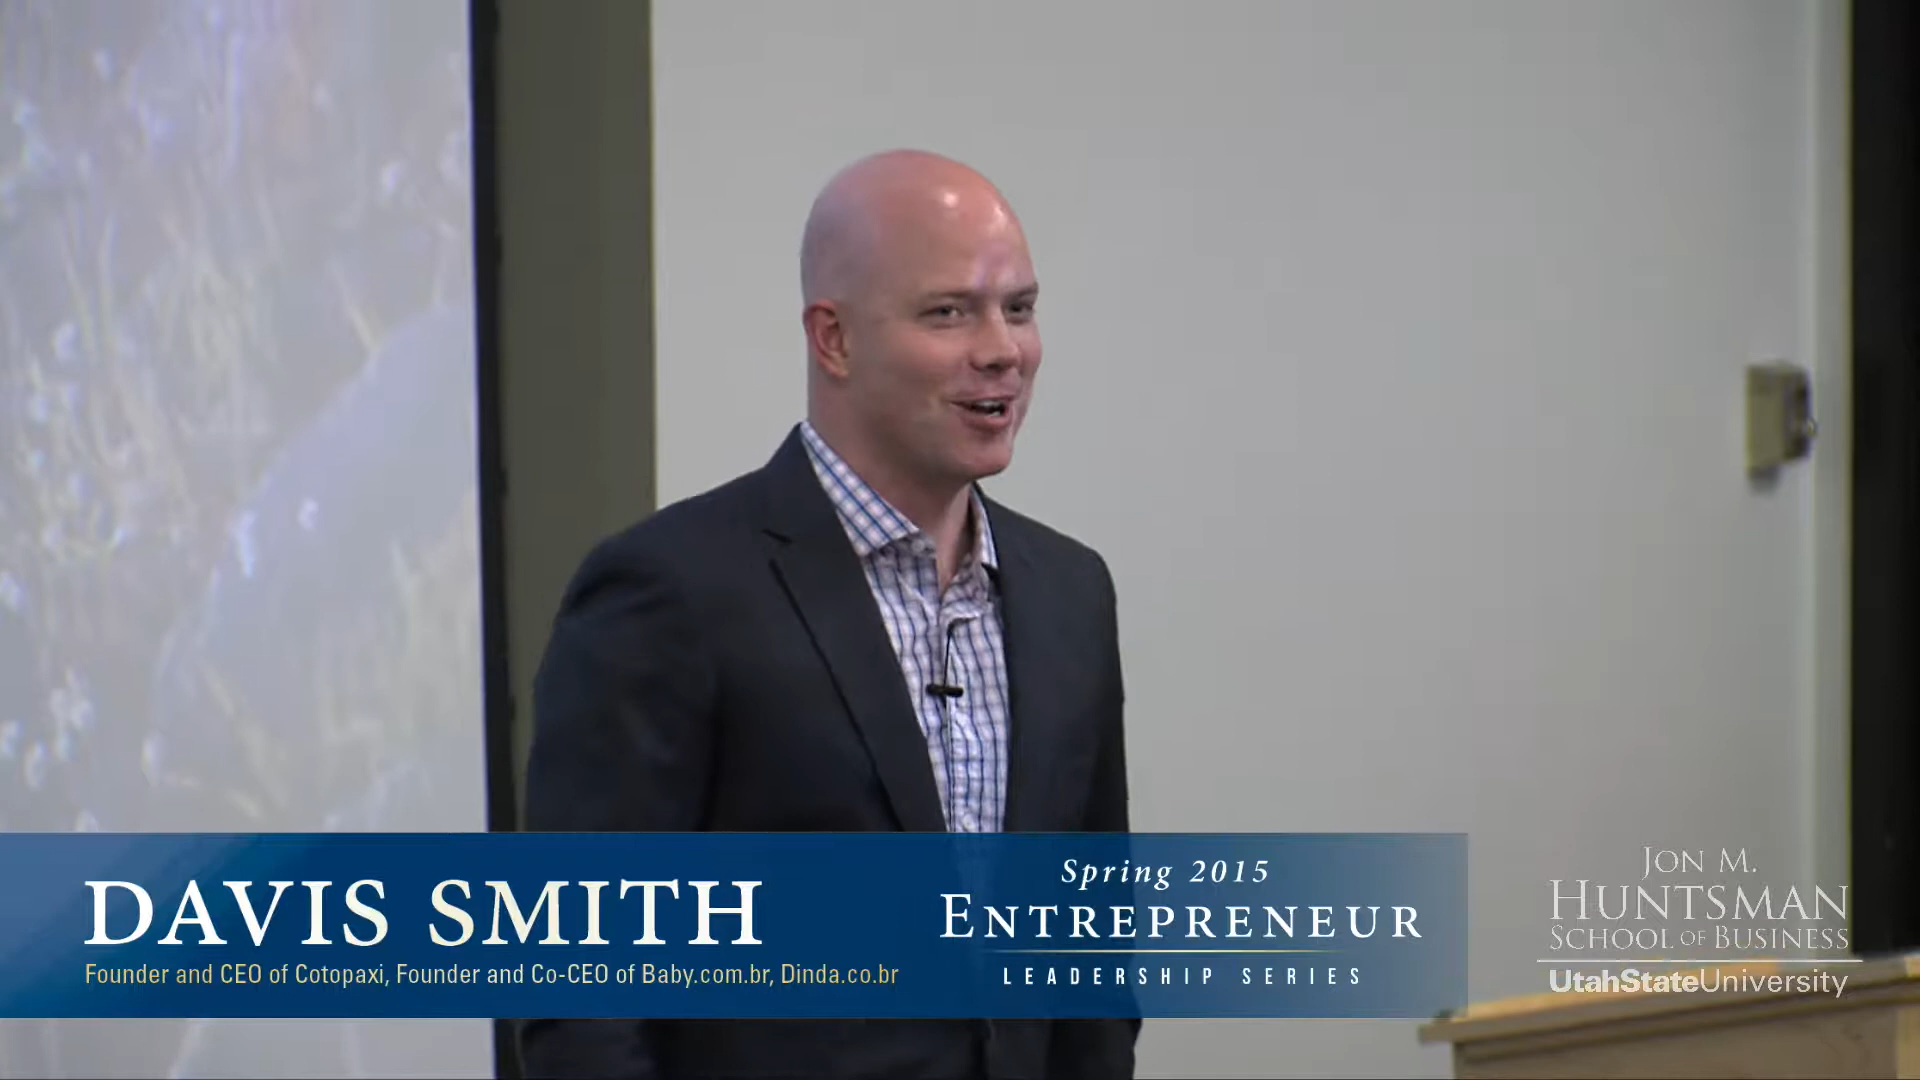 DAVIS SMITH
Founder and CEO of Cotopaxi, Founder and Co-CEO of Baby.com.br, Dinda.co.br
Spring 2015
ENTREPRENEUR
LEADERSHIP SERIES
JON M.
HUNTSMAN
SCHOOL OF BUSINESS
UtahStateUniversity